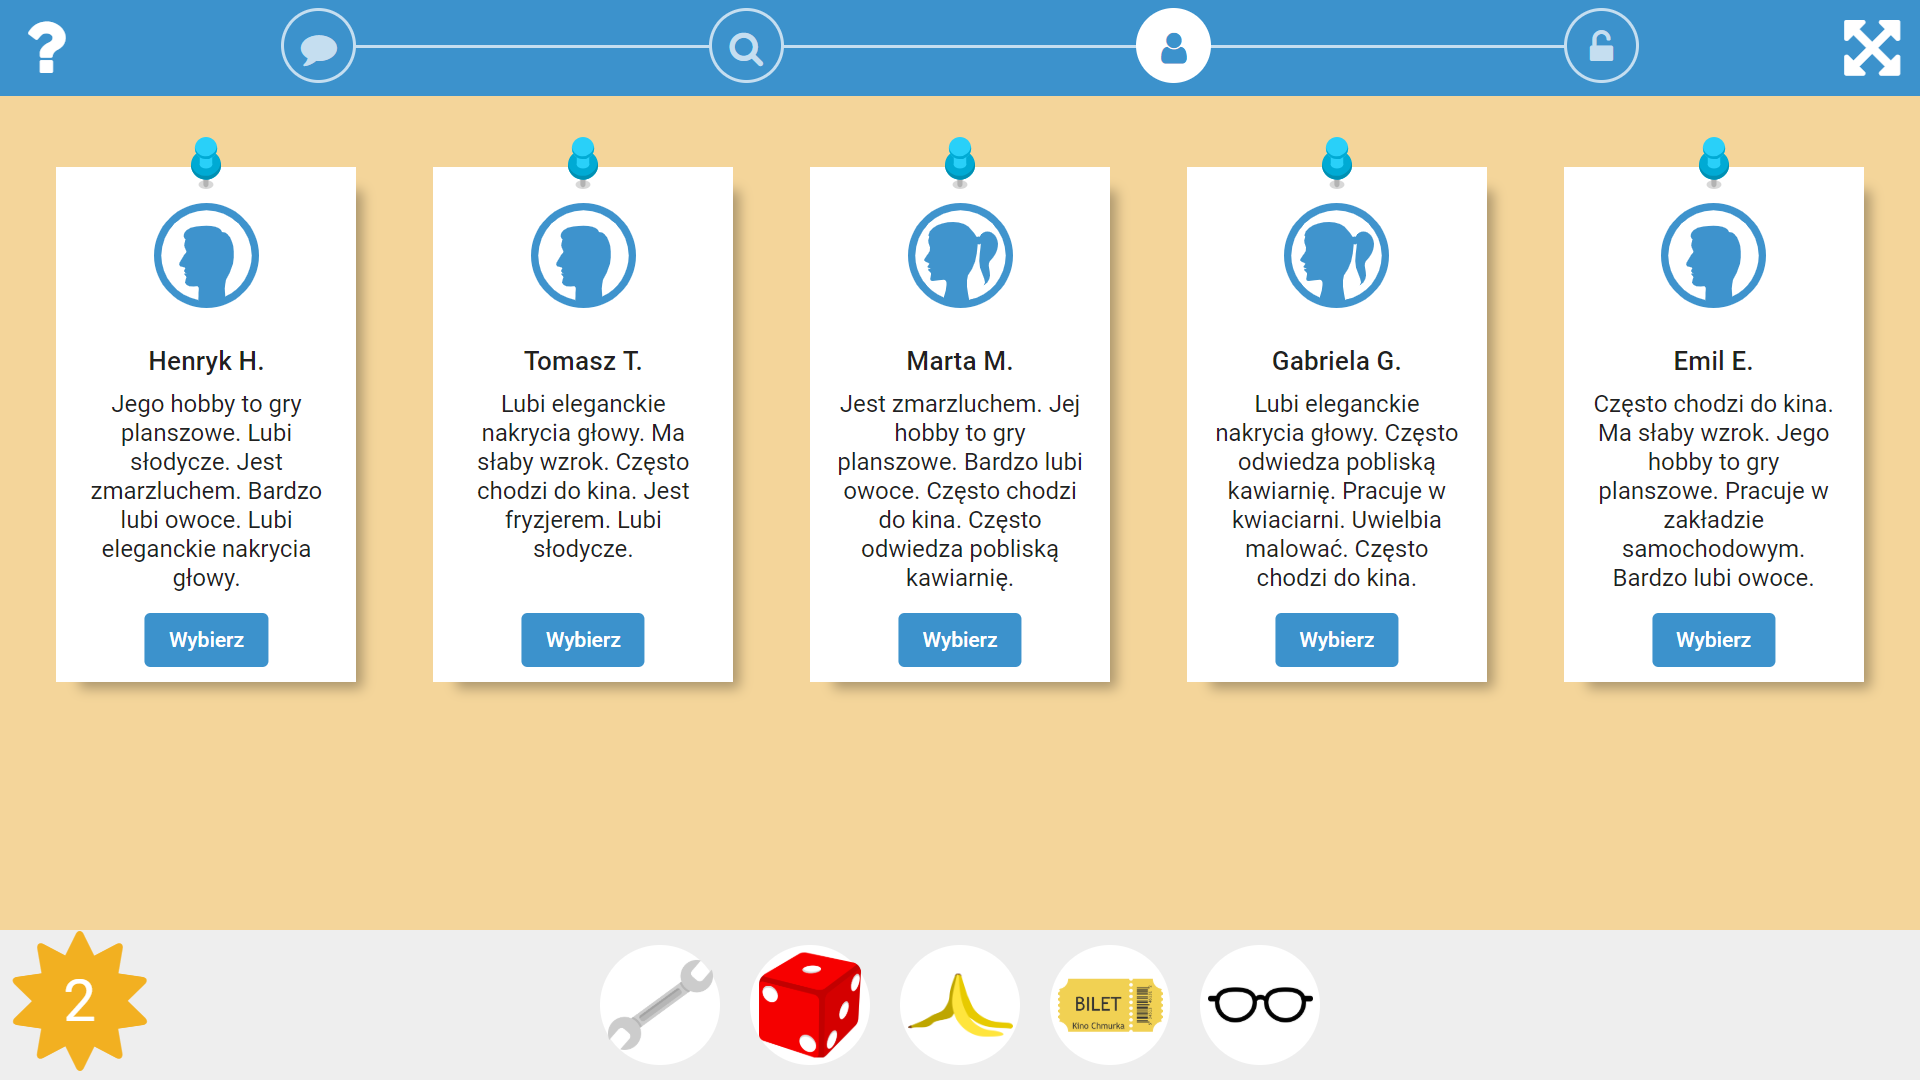 ?
Henryk H.
Jego hobby to gry
planszowe. Lubi
słodycze. Jest
zmarzluchem. Bardzo
lubi owoce. Lubi
eleganckie nakrycia
głowy.
Wybierz
Tomasz T.
Lubi eleganckie
nakrycia głowy. Ma
słaby wzrok. Często
chodzi do kina. Jest
fryzjerem. Lubi
słodycze.
Wybierz
Marta M.
Jest zmarzluchem. Jej
hobby to gry
planszowe. Bardzo lubi
owoce. Często chodzi
do kina. Często
odwiedza pobliską
kawiarnię.
Wybierz
Gabriela G.
Lubi eleganckie
nakrycia głowy. Często
odwiedza pobliską
kawiarnię. Pracuje w
kwiaciarni. Uwielbia
malować. Często
chodzi do kina.
Wybierz
Emil E.
Często chodzi do kina.
Ma słaby wzrok. Jego
hobby to gry
planszowe. Pracuje w
zakładzie
samochodowym.
Bardzo lubi owoce.
Wybierz
2
BILET
Kino Chmurka